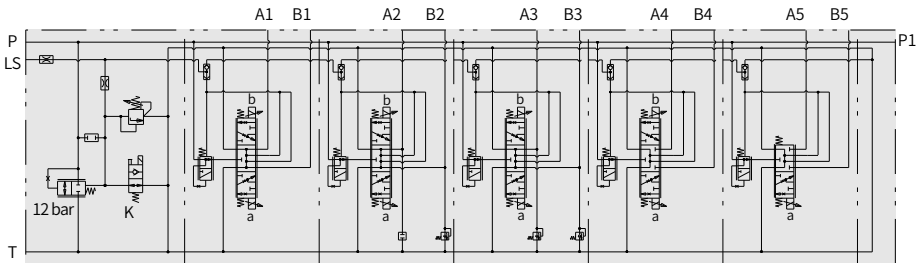 A1 B1 A2 B2 A3 B3 A4 B4 A5 B5
P P1
LS
b b b b
12 bar K a a a a a
T